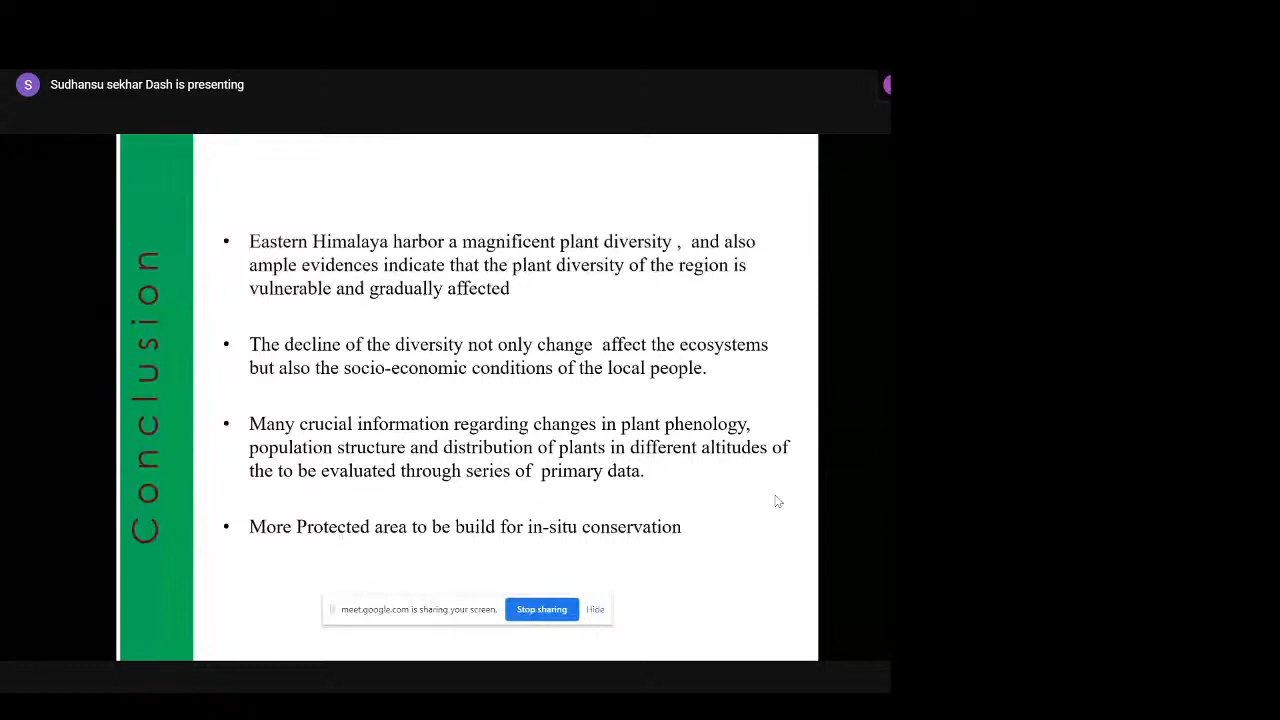 S
Sudhansu sekhar Dash is presenting
Conclusion
• Eastern Himalaya harbor a magnificent plant diversity , and also
ample evidences indicate that the plant diversity of the region is
vulnerable and gradually affected
• The decline of the diversity not only change affect the ecosystems
but also the socio-economic conditions of the local people.
• Many crucial information regarding changes in plant phenology,
population structure and distribution of plants in different altitudes of
the to be evaluated through series of primary data.
• More Protected area to be build for in-situ conservation
meet.google.com is sharing your screen. Stop sharing Hide